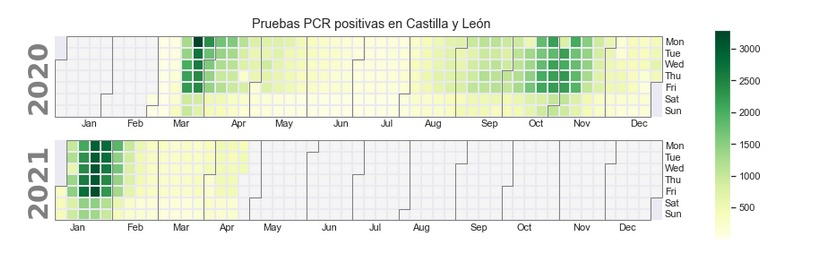 Pruebas PCR positivas en Castilla y León
2020
Mon
Tue
Wed
Thu
Fri
Sat
Sun
Jan Feb Mar Apr May Jun Jul Aug Sep Oct Nov Dec
2021
Mon
Tue
Wed
Thu
Fri
Sat
Sun
Jan Feb Mar Apr May Jun Jul Aug Sep Oct Nov Dec
3000
2500
2000
1500
1000
500